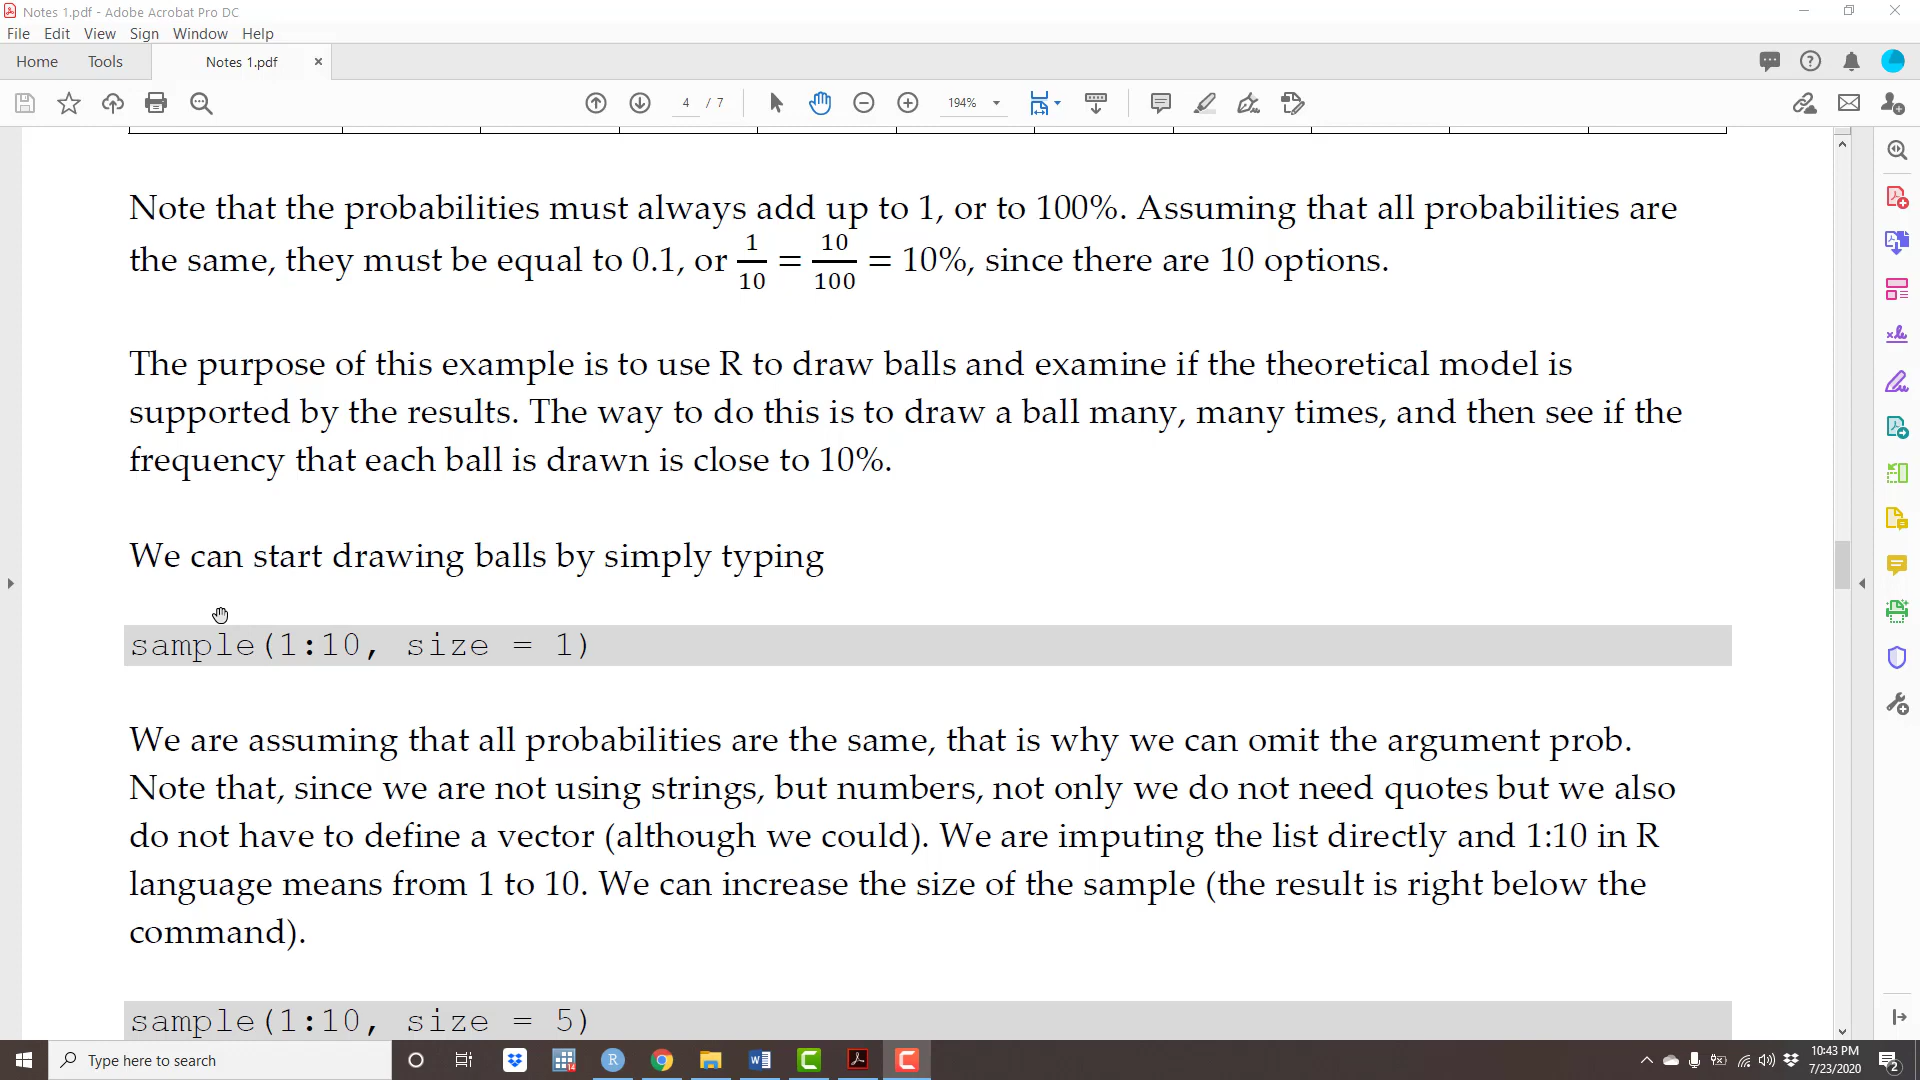 Notes 1.pdf - Adobe Acrobat Pro DC
File Edit View Sign Window Help
Home Tools Notes 1.pdf ×
4 / 7 194%
Note that the probabilities must always add up to 1, or to 100%. Assuming that all probabilities are
the same, they must be equal to 0.1, or 1/10 = 10/100 = 10%, since there are 10 options.
The purpose of this example is to use R to draw balls and examine if the theoretical model is
supported by the results. The way to do this is to draw a ball many, many times, and then see if the
frequency that each ball is drawn is close to 10%.
We can start drawing balls by simply typing
sample(1:10, size = 1)
We are assuming that all probabilities are the same, that is why we can omit the argument prob.
Note that, since we are not using strings, but numbers, not only we do not need quotes but we also
do not have to define a vector (although we could). We are imputing the list directly and 1:10 in R
language means from 1 to 10. We can increase the size of the sample (the result is right below the
command).
sample(1:10, size = 5)
Type here to search
10:43 PM
7/23/2020
2